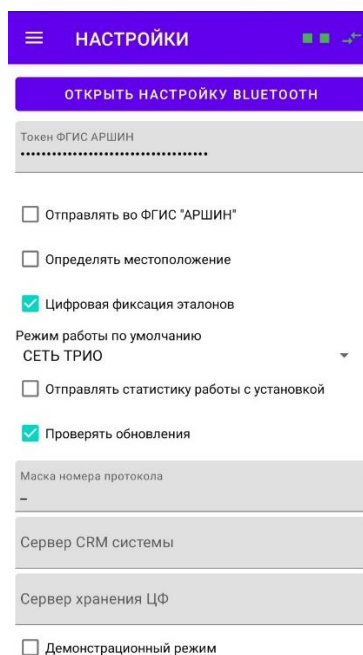 НАСТРОЙКИ
ОТКРЫТЬ НАСТРОЙКУ BLUETOOTH
Токен ФГИС АРШИН
••••••••••••••••••••••••••••••••••••
Отправлять во ФГИС "АРШИН"
Определять местоположение
Цифровая фиксация эталонов
Режим работы по умолчанию
СЕТЬ ТРИО
Отправлять статистику работы с установкой
Проверять обновления
Маска номера протокола
_
Сервер CRM системы
Сервер хранения ЦФ
Демонстрационный режим